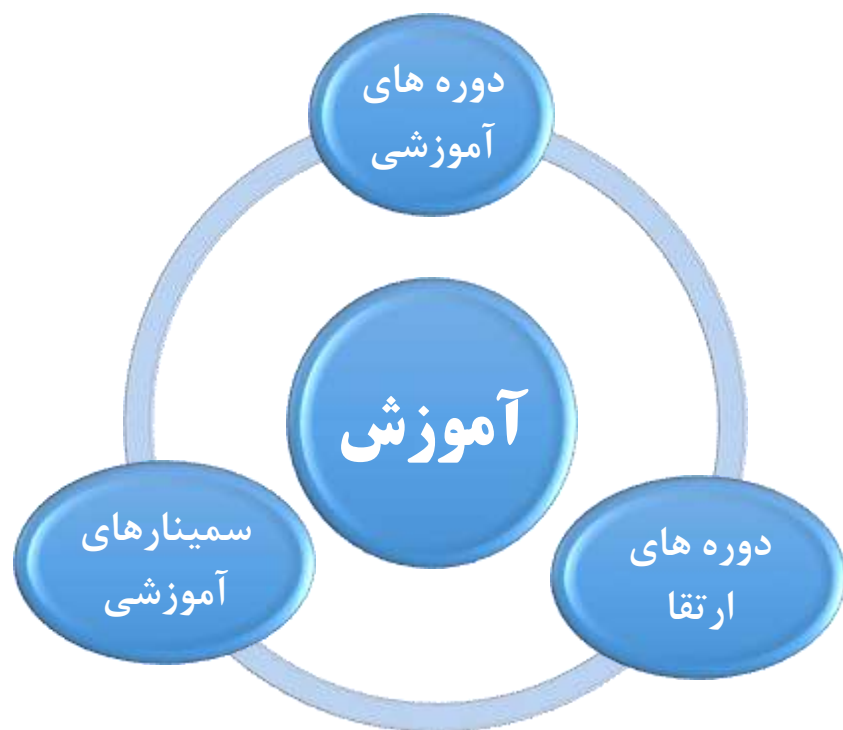 دوره های
آموزشی
آموزش
دوره های
ارتقا
سمینارهای
آموزشی